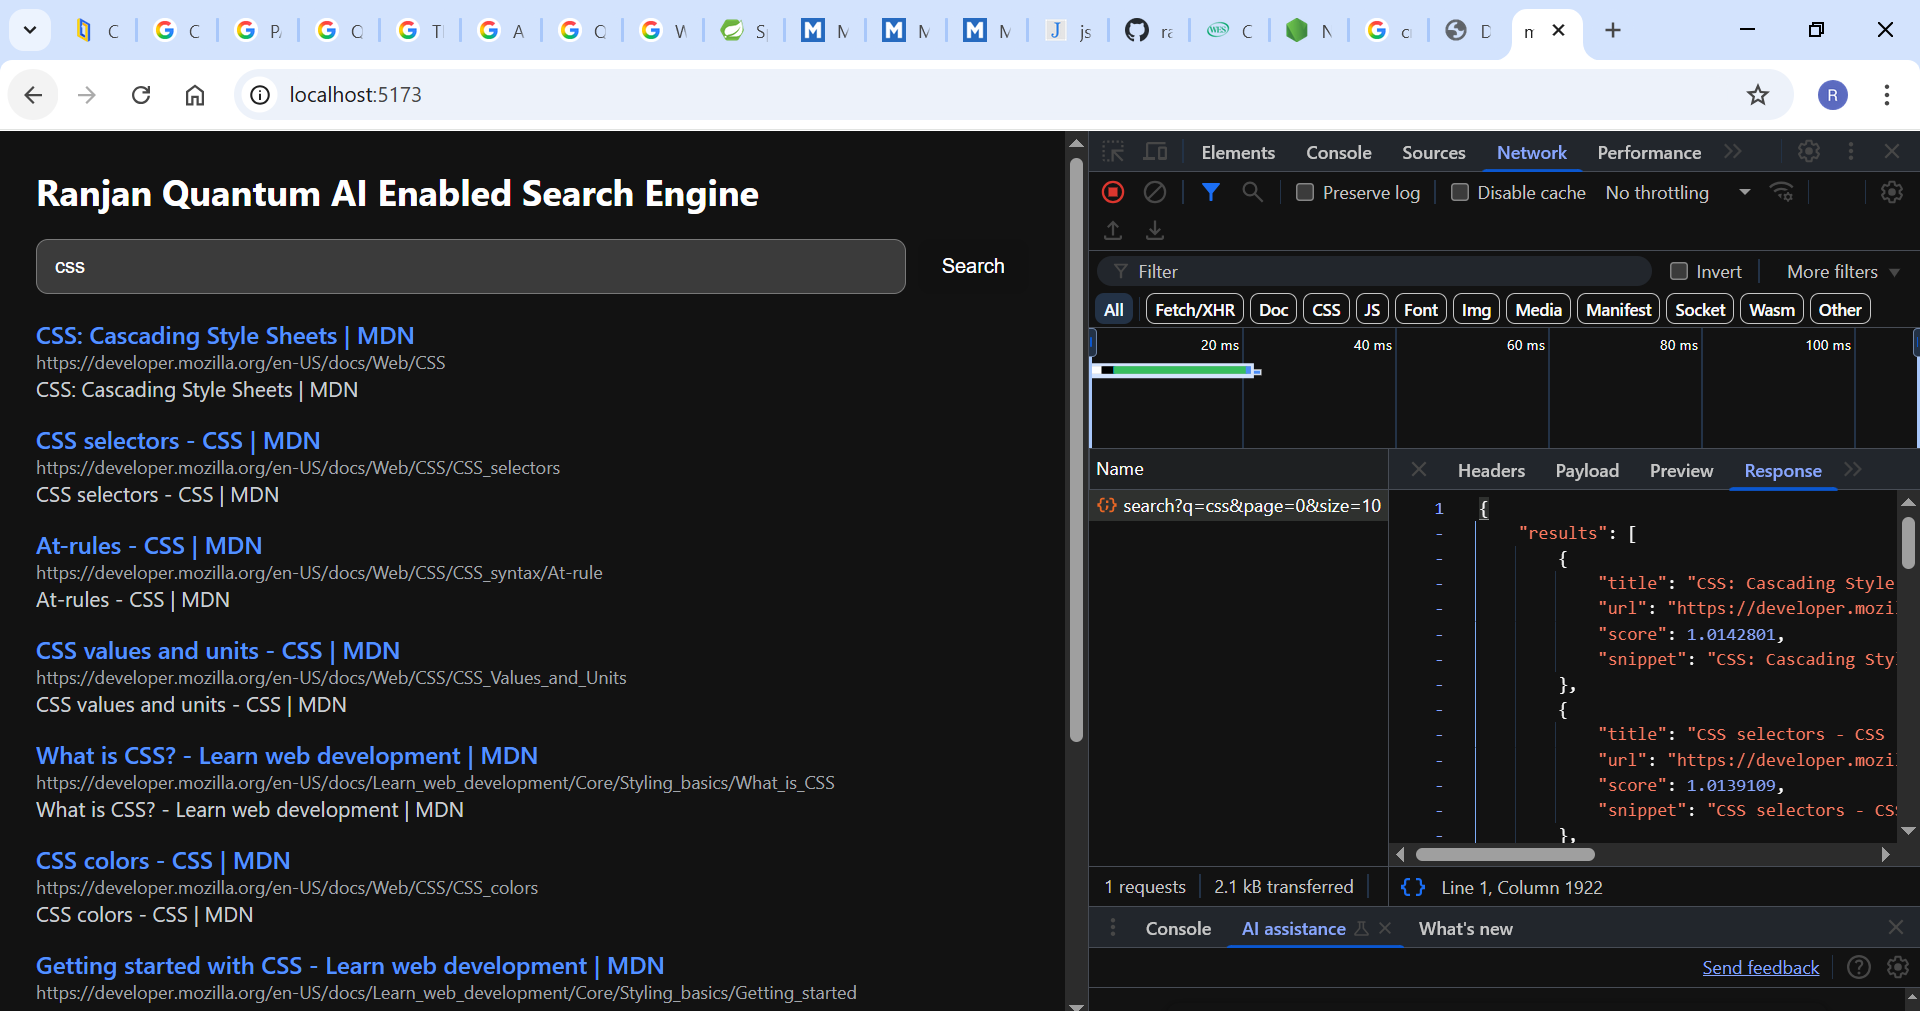 C
C
P
C
T
A
C
W
S
M
M
M
js
ra
C
N
c
D
localhost:5173
R
Ranjan Quantum AI Enabled Search Engine
css
Search
CSS: Cascading Style Sheets | MDN
https://developer.mozilla.org/en-US/docs/Web/CSS
CSS: Cascading Style Sheets | MDN
CSS selectors - CSS | MDN
https://developer.mozilla.org/en-US/docs/Web/CSS/CSS_selectors
CSS selectors - CSS | MDN
At-rules - CSS | MDN
https://developer.mozilla.org/en-US/docs/Web/CSS/CSS_syntax/At-rule
At-rules - CSS | MDN
CSS values and units - CSS | MDN
https://developer.mozilla.org/en-US/docs/Web/CSS/CSS_Values_and_Units
CSS values and units - CSS | MDN
What is CSS? - Learn web development | MDN
https://developer.mozilla.org/en-US/docs/Learn_web_development/Core/Styling_basics/What_is_CSS
What is CSS? - Learn web development | MDN
CSS colors - CSS | MDN
https://developer.mozilla.org/en-US/docs/Web/CSS/CSS_colors
CSS colors - CSS | MDN
Getting started with CSS - Learn web development | MDN
https://developer.mozilla.org/en-US/docs/Learn_web_development/Core/Styling_basics/Getting_started
Elements Console Sources Network Performance
Preserve log Disable cache No throttling
Filter Invert More filters
All Fetch/XHR Doc CSS JS Font Img Media Manifest Socket Wasm Other
20 ms 40 ms 60 ms 80 ms 100 ms
Name
search?q=css&page=0&size=10
Headers Payload Preview Response
1 {
- "results": [
- {
- "title": "CSS: Cascading Style
- "url": "https://developer.mozi
- "score": 1.0142801,
- "snippet": "CSS: Cascading Sty
- },
- {
- "title": "CSS selectors - CSS
- "url": "https://developer.mozi
- "score": 1.0139109,
- "snippet": "CSS selectors - CS
- },
1 requests 2.1 kB transferred
{ } Line 1, Column 1922
Console AI assistance What's new
Send feedback